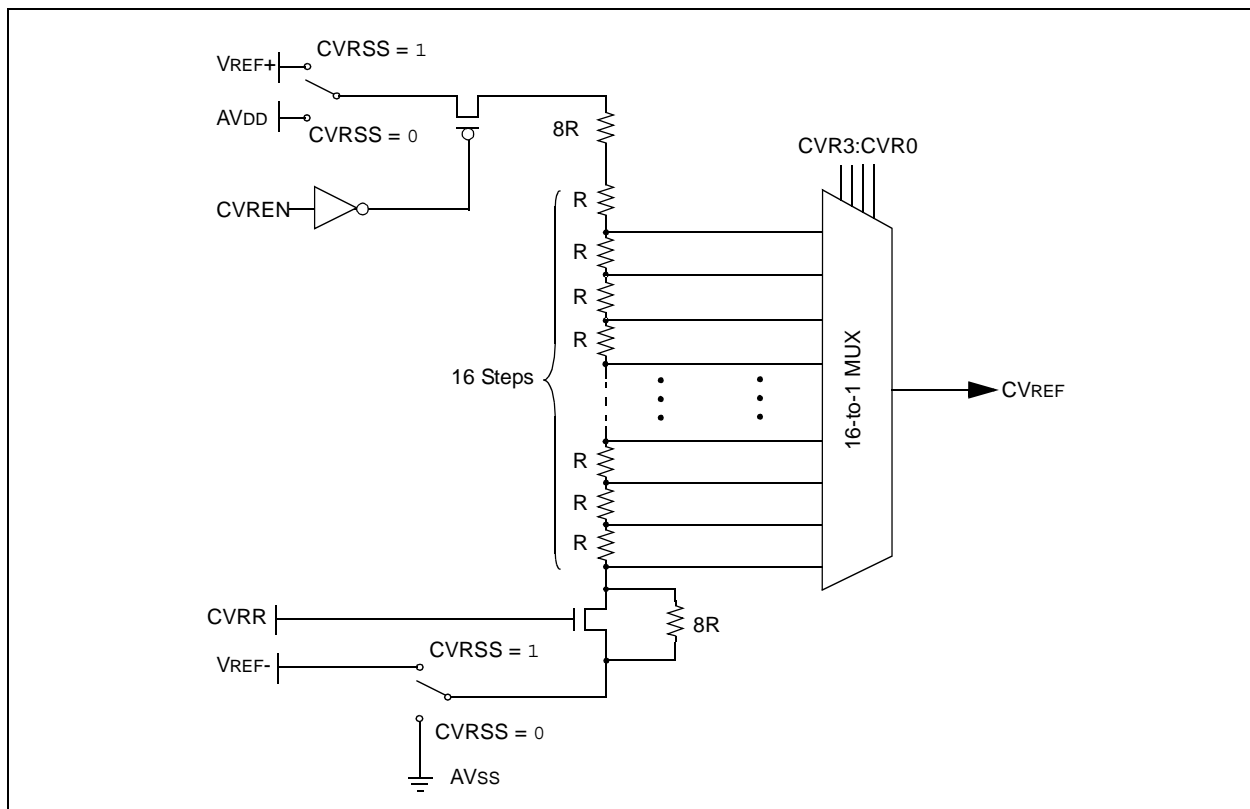 CVRSS = 1
VREF+
AVDD
CVRSS = 0
8R
CVR3:CVR0
CVREN
R
R
R
R
16 Steps
16-to-1 MUX
CVREF
R
R
R
CVRR
8R
CVRSS = 1
VREF-
CVRSS = 0
AVSS